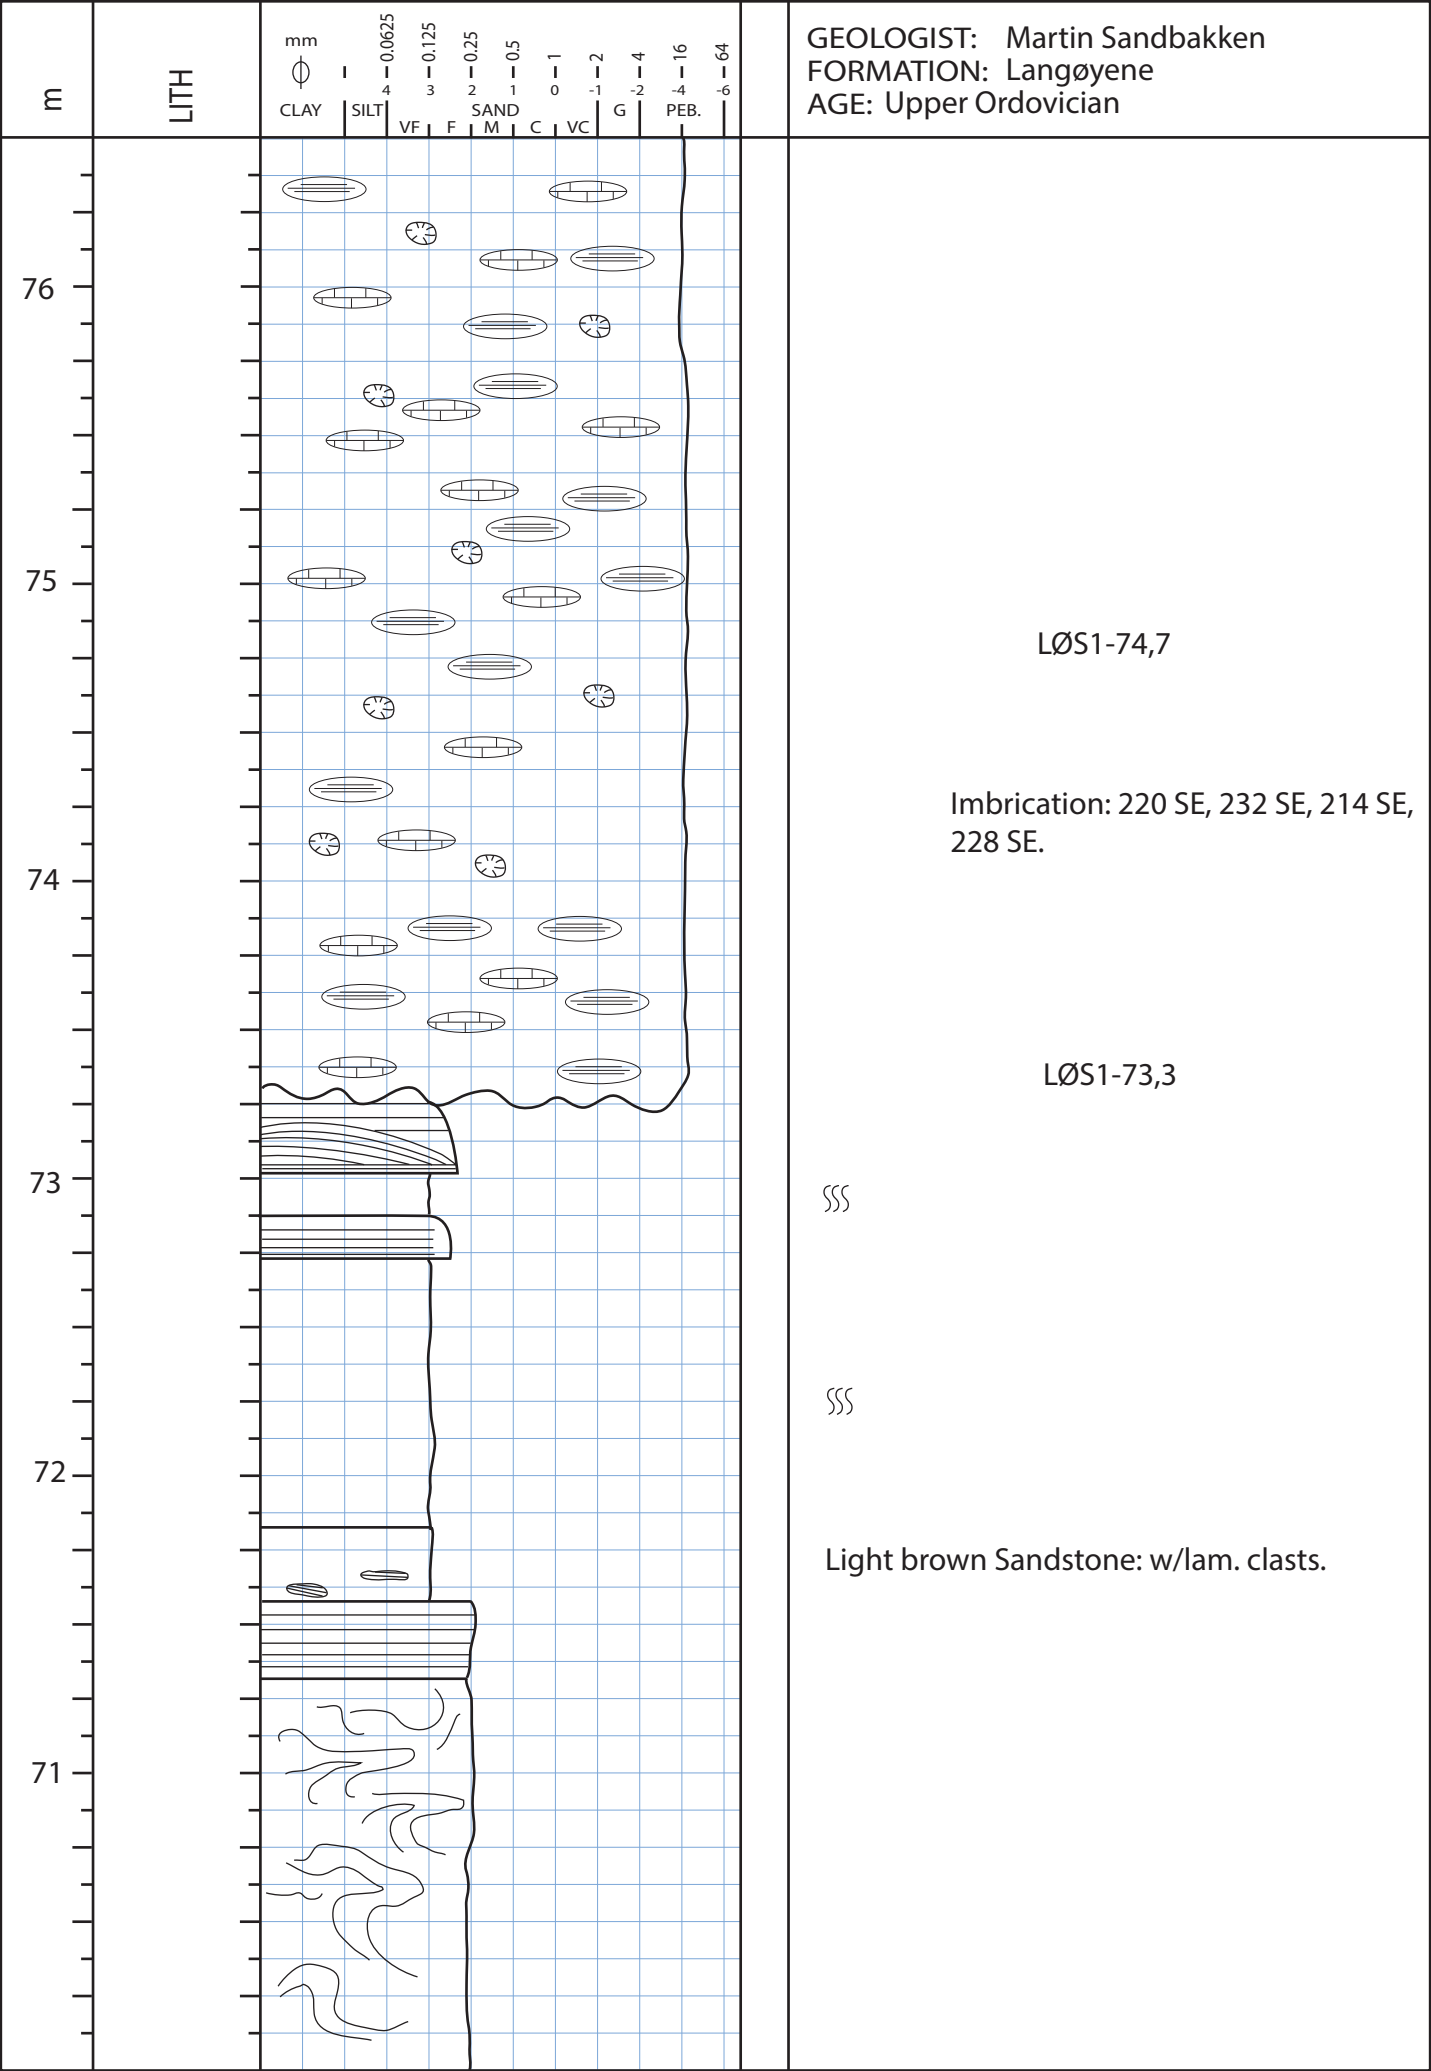 m
LITH
mm
0.0625 0.125 0.25 0.5 1 2 4 16 64
4 3 2 1 0 -1 -2 -4 -6
CLAY SILT SAND G PEB.
VF F M C VC
GEOLOGIST: Martin Sandbakken
FORMATION: Langøyene
AGE: Upper Ordovician
76
75
LØS1-74,7
Imbrication: 220 SE, 232 SE, 214 SE,
228 SE.
74
LØS1-73,3
73
72
Light brown Sandstone: w/lam. clasts.
71